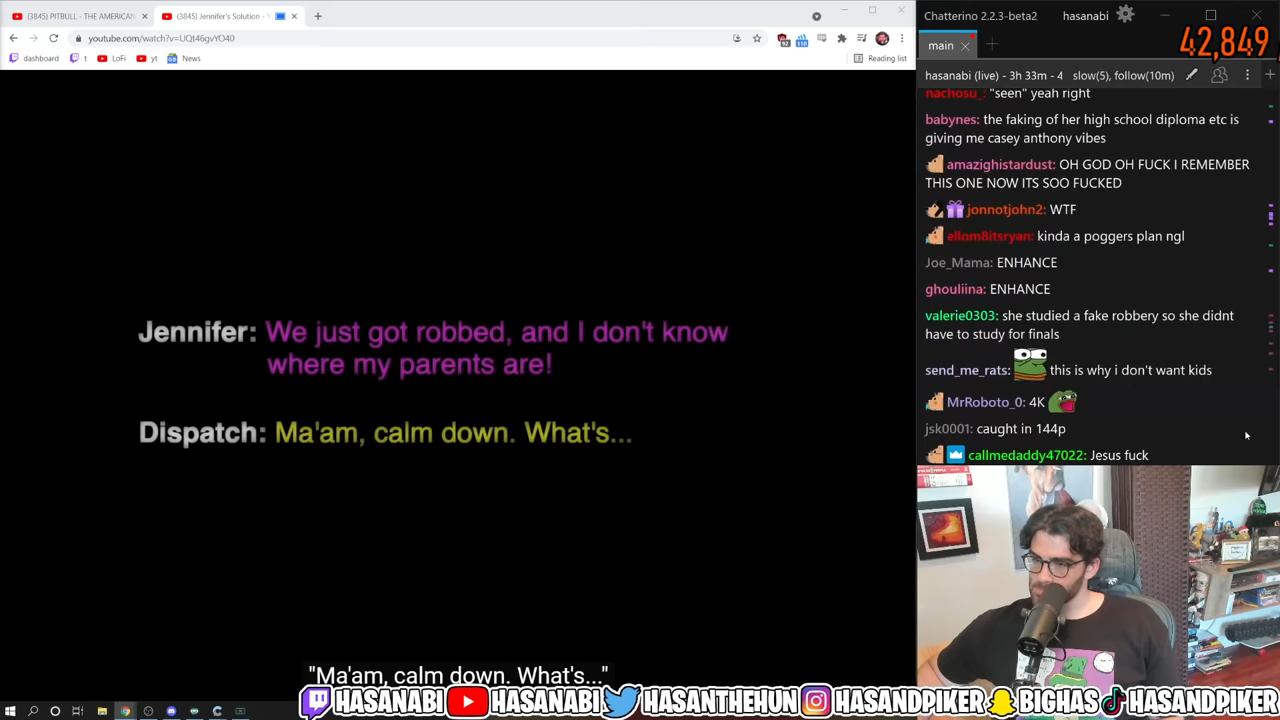 (3845) PITBULL - THE AMERICAN
(3845) Jennifer's Solution - Y
youtube.com/watch?v=UQt46gvYO40
dashboard
t
LoFi
yt
News
Reading list
Jennifer: We just got robbed, and I don't know
where my parents are!
Dispatch: Ma'am, calm down. What's...
"Ma'am, calm down. What's..."
Chatterino 2.2.3-beta2
hasanabi
42,849
main
hasanabi (live) - 3h 33m - 4
slow(5), follow(10m)
nachosu_: "seen" yeah right
babynes: the faking of her high school diploma etc is
giving me casey anthony vibes
amazighistardust: OH GOD OH FUCK I REMEMBER
THIS ONE NOW ITS SOO FUCKED
jonnotjohn2: WTF
ellom8itsryan: kinda a poggers plan ngl
Joe_Mama: ENHANCE
ghouliina: ENHANCE
valerie0303: she studied a fake robbery so she didnt
have to study for finals
send_me_rats: this is why i don't want kids
MrRoboto_0: 4K
jsk0001: caught in 144p
callmedaddy47022: Jesus fuck
HASANABI HASANABI HASANTHEHUN HASANDPIKER BIGHAS HASANDPIKER